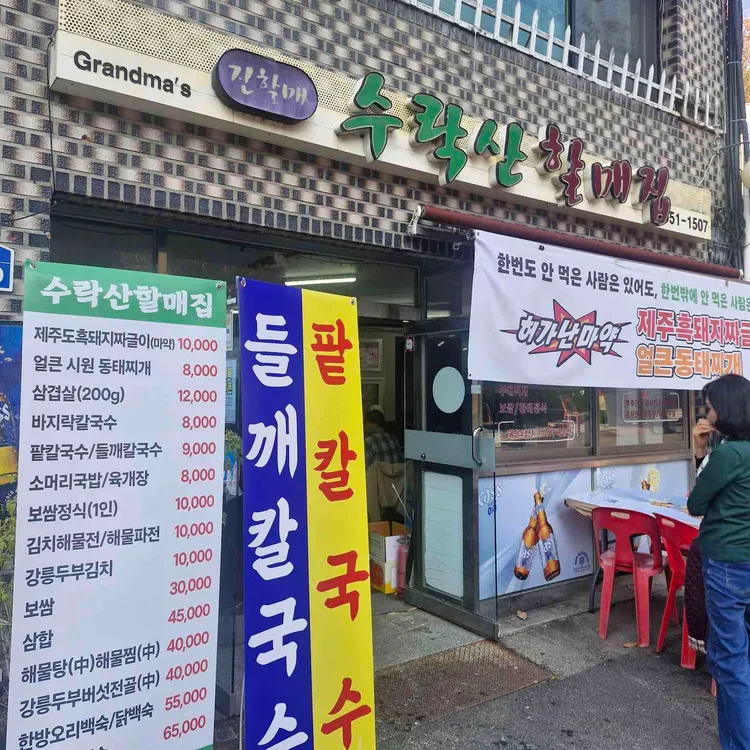 Grandma's
진할매
수락산할매집
51-1507
한번도 안 먹은 사람은 있어도, 한번밖에 안 먹은 사람은
허가난마약
제주흑돼지짜글
얼큰동태찌개
수락산할매집
제주도흑돼지짜글이(마약) 10,000
얼큰 시원 동태찌개 8,000
삼겹살(200g) 12,000
바지락칼국수 8,000
팥칼국수/들깨칼국수 9,000
소머리국밥/육개장 8,000
보쌈정식(1인) 10,000
김치해물전/해물파전 10,000
강릉두부김치 10,000
보쌈 30,000
삼합 45,000
해물탕(中)해물찜(中) 40,000
강릉두부버섯전골(中) 40,000
한방오리백숙/닭백숙 55,000
65,000
들깨칼국수
팥칼국수